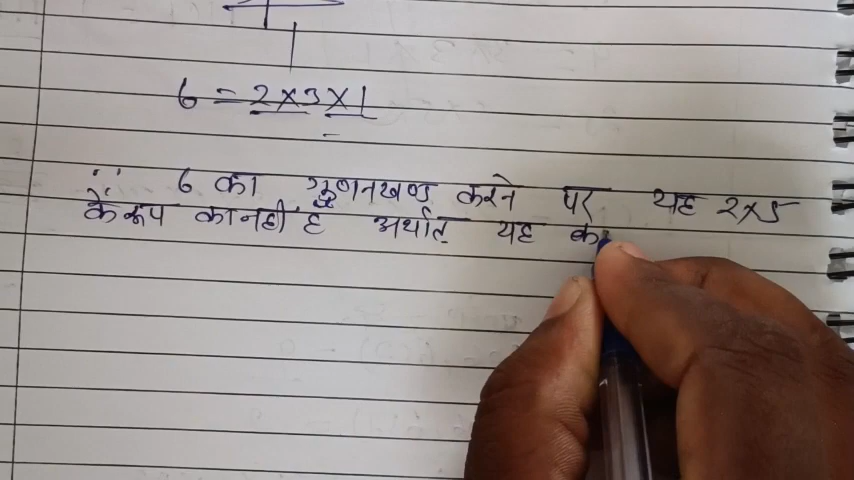 6 = 2×3×1
∵ 6 का गुणनखण्ड करने पर यह 2×5
के रूप का नही है अर्थात यह क